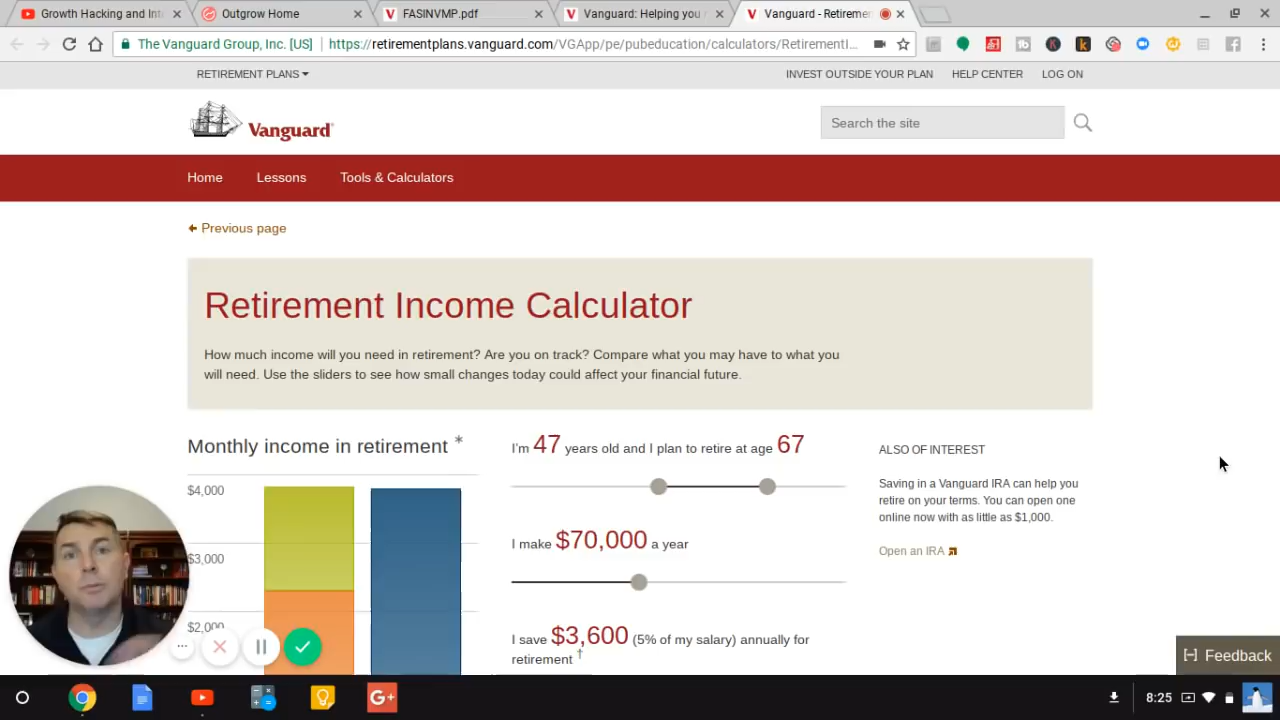 Growth Hacking and Int
Outgrow Home
FASINVMP.pdf
Vanguard: Helping you
Vanguard - Retiremen
The Vanguard Group, Inc. [US]
https://retirementplans.vanguard.com/VGApp/pe/pubeducation/calculators/RetirementI...
RETIREMENT PLANS
INVEST OUTSIDE YOUR PLAN
HELP CENTER
LOG ON
Vanguard®
Search the site
Home
Lessons
Tools & Calculators
Previous page
Retirement Income Calculator
How much income will you need in retirement? Are you on track? Compare what you may have to what you
will need. Use the sliders to see how small changes today could affect your financial future.
Monthly income in retirement *
$4,000
$3,000
$2,000
I'm 47 years old and I plan to retire at age 67
I make $70,000 a year
I save $3,600 (5% of my salary) annually for
retirement †
ALSO OF INTEREST
Saving in a Vanguard IRA can help you
retire on your terms. You can open one
online now with as little as $1,000.
Open an IRA
Feedback
G+
8:25